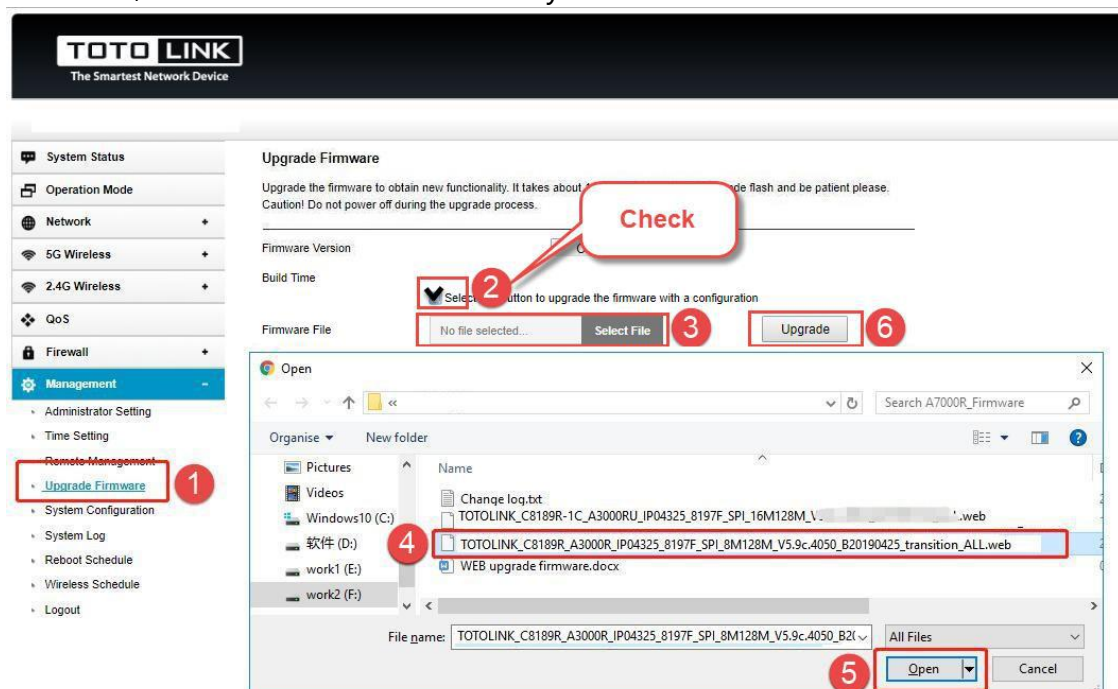 TOTO LINK
The Smartest Network Device
System Status
Operation Mode
Network +
5G Wireless +
2.4G Wireless +
QoS
Firewall +
Management -
Administrator Setting
Time Setting
Remote Management
Upgrade Firmware
1
System Configuration
System Log
Reboot Schedule
Wireless Schedule
Logout
Upgrade Firmware
Upgrade the firmware to obtain new functionality. It takes about flash and be patient please.
Caution! Do not power off during the upgrade process.
Check
Firmware Version
Build Time
2
Select button to upgrade the firmware with a configuration
Firmware File
No file selected...
Select File
3
Upgrade
6
Open
«
Search A7000R_Firmware
Organise
New folder
Pictures
Videos
Windows10 (C:)
软件 (D:)
work1 (E:)
work2 (F:)
Name
Change log.txt
TOTOLINK_C8189R-1C_A3000RU_IP04325_8197F_SPI_16M128M_ .web
4
TOTOLINK_C8189R_A3000R_IP04325_8197F_SPI_8M128M_V5.9c.4050_B20190425_transition_ALL.web
WEB upgrade firmware.docx
File name:
TOTOLINK_C8189R_A3000R_IP04325_8197F_SPI_8M128M_V5.9c.4050_B2(
All Files
5
Open
Cancel